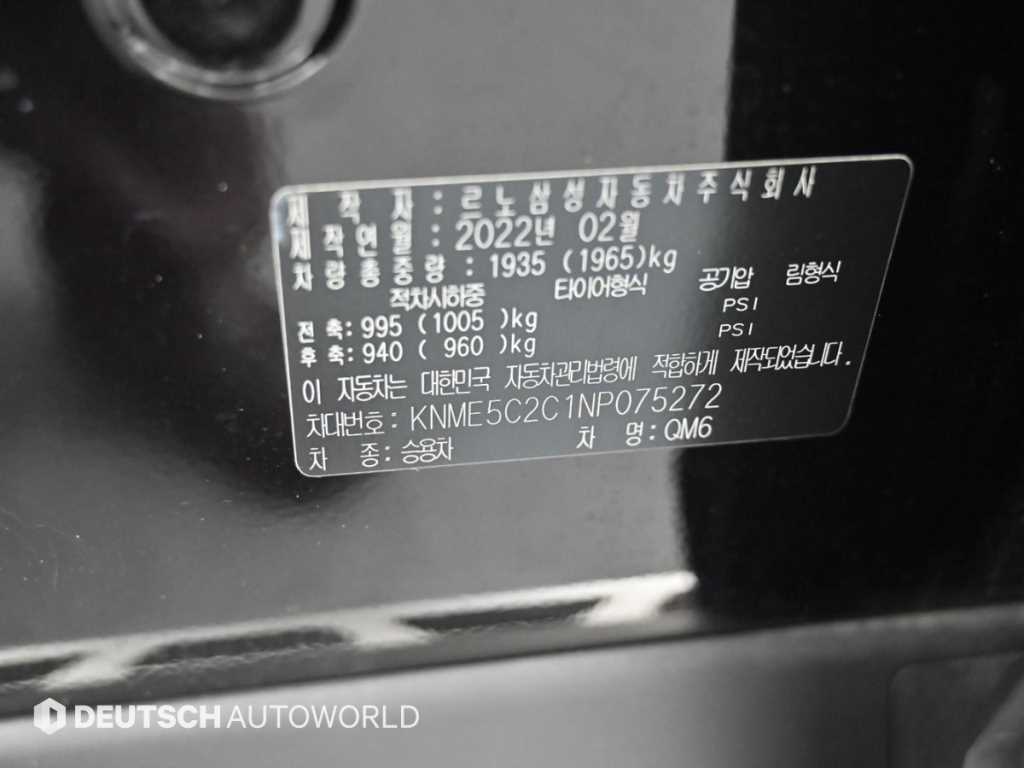 제 작 자 : 르노삼성자동차주식회사
제작연월 : 2022년 02월
차량총중량 : 1935 (1965)kg
적차시하중 타이어형식 공기압 림형식
전 축: 995 (1005 )kg PSI
후 축: 940 ( 960 )kg PSI
이 자동차는 대한민국 자동차관리법령에 적합하게 제작되었습니다.
차대번호: KNME5C2C1NP075272
차 종: 승용차 차 명: QM6
DEUTSCH AUTOWORLD